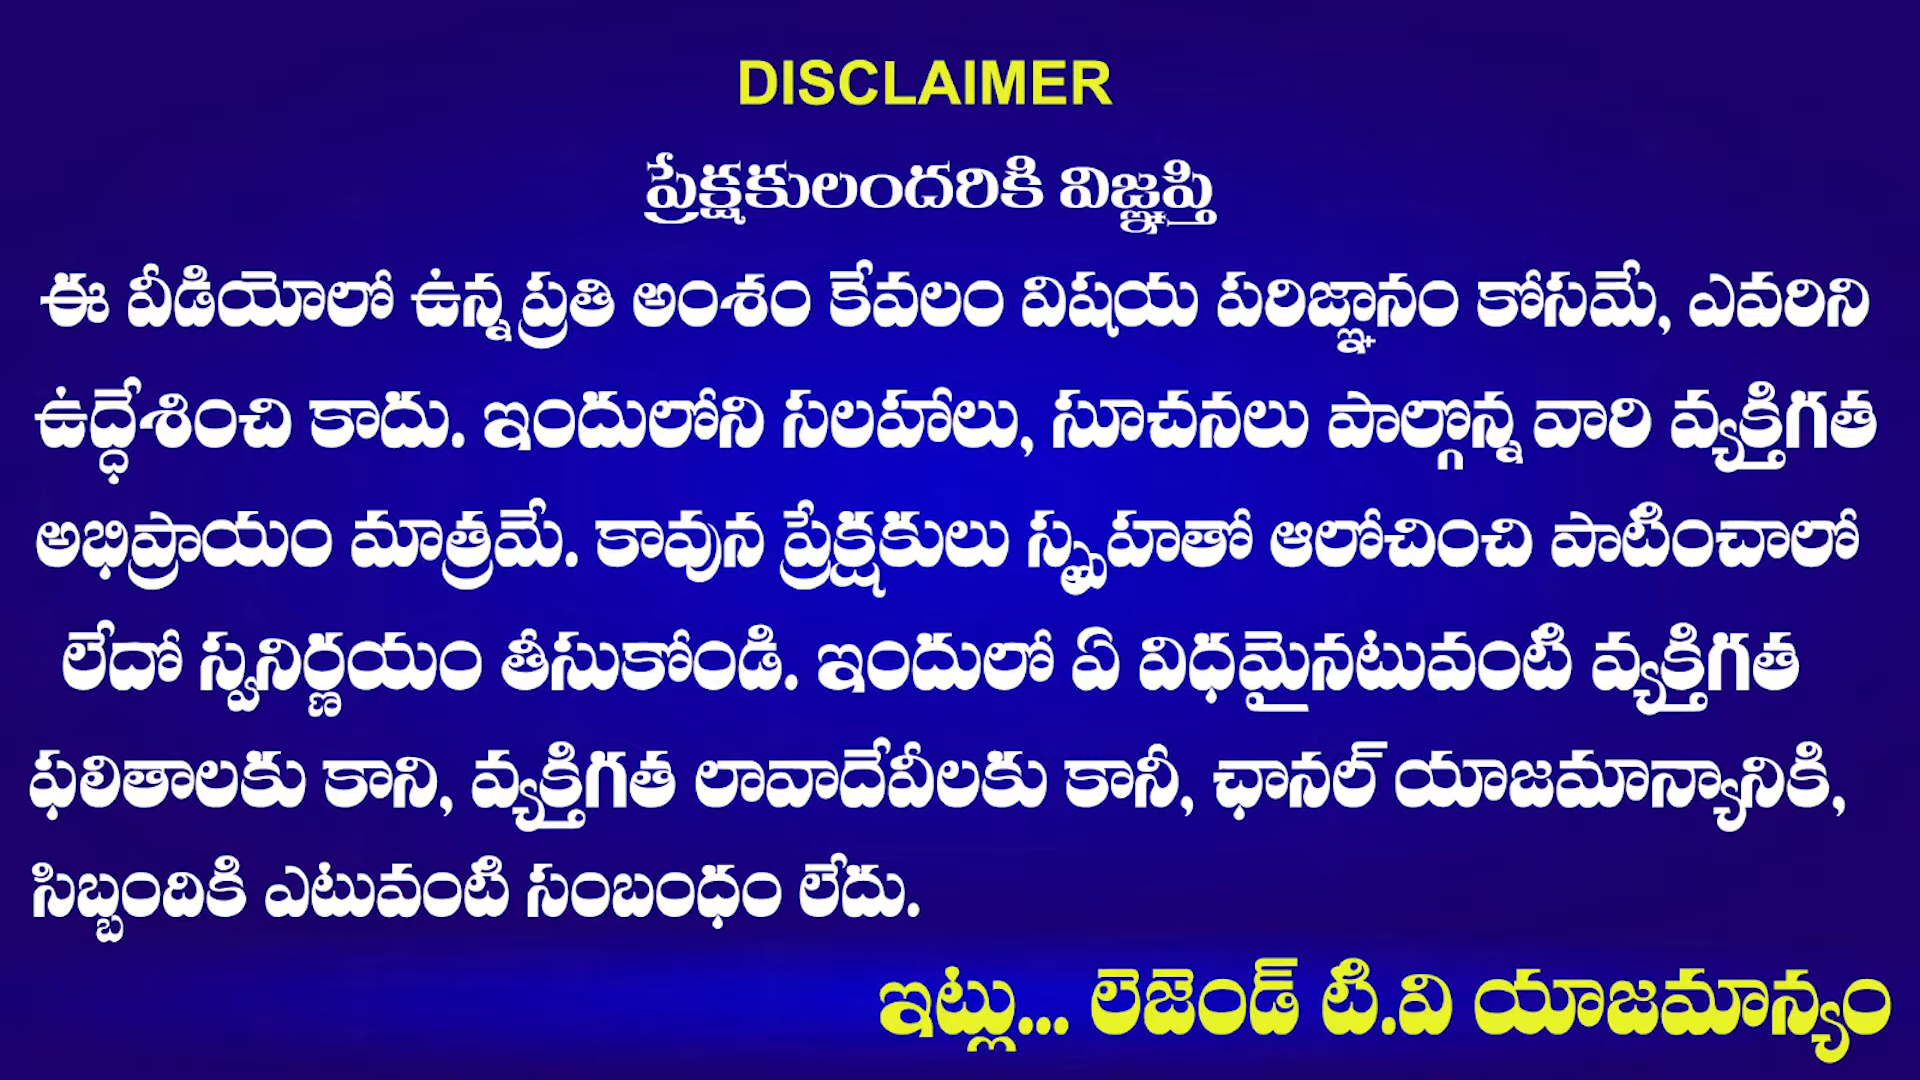 DISCLAIMER
ప్రేక్షకులందరికి విజ్ఞప్తి
ఈ వీడియోలో ఉన్న ప్రతి అంశం కేవలం విషయ పరిజ్ఞానం కోసమే, ఎవరిని
ఉద్ధేశించి కాదు. ఇందులోని సలహాలు, సూచనలు పాల్గొన్న వారి వ్యక్తిగత
అభిప్రాయం మాత్రమే. కావున ప్రేక్షకులు స్పృహతో ఆలోచించి పాటించాలో
లేదో స్వనిర్ణయం తీసుకోండి. ఇందులో ఏ విధమైనటువంటి వ్యక్తిగత
ఫలితాలకు కాని, వ్యక్తిగత లావాదేవీలకు కానీ, ఛానల్ యాజమాన్యానికి,
సిబ్బందికి ఎటువంటి సంబంధం లేదు.
ఇట్లు... లెజెండ్ టి.వి యాజమాన్యం